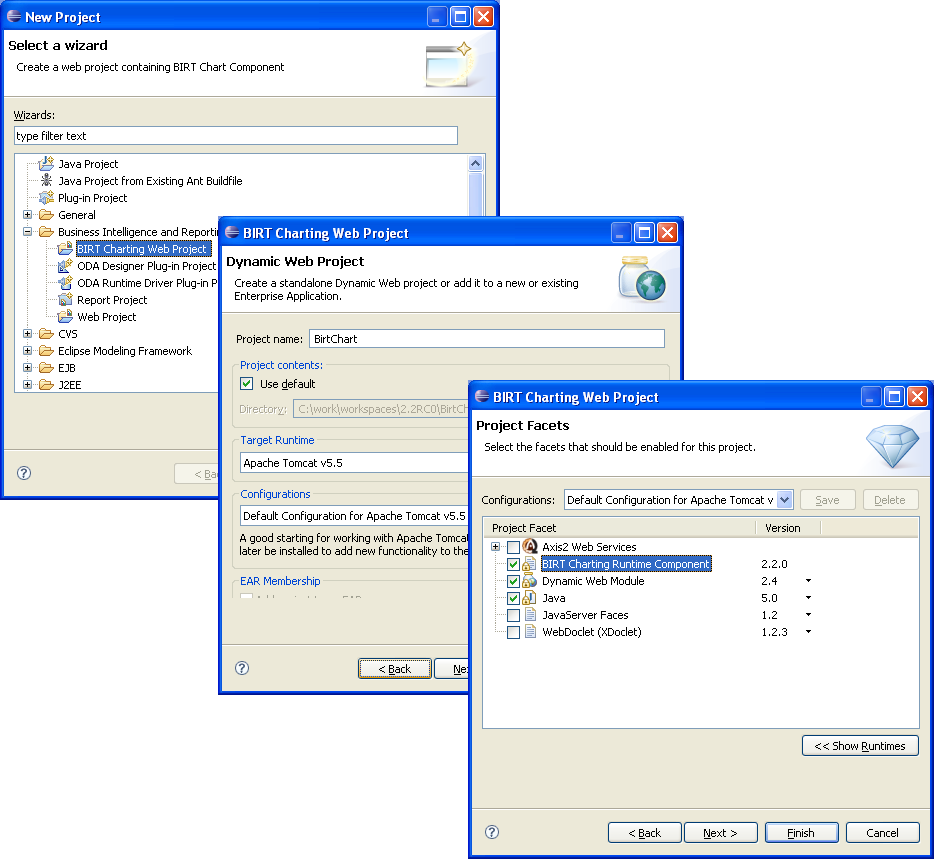 New Project
Select a wizard
Create a web project containing BIRT Chart Component
Wizards:
type filter text
Java Project
Java Project from Existing Ant Buildfile
Plug-in Project
General
Business Intelligence and Reporti
BIRT Charting Web Project
ODA Designer Plug-in Project
ODA Runtime Driver Plug-in P
Report Project
Web Project
CVS
Eclipse Modeling Framework
EJB
J2EE
< Ba
BIRT Charting Web Project
Dynamic Web Project
Create a standalone Dynamic Web project or add it to a new or existing
Enterprise Application.
Project name: BirtChart
Project contents:
Use default
Directory: C:\work\workspaces\2.2RC0\BirtCh
Target Runtime
Apache Tomcat v5.5
Configurations
Default Configuration for Apache Tomcat v5.5
A good starting for working with Apache Tomcat
later be installed to add new functionality to the
EAR Membership
< Back Ne
BIRT Charting Web Project
Project Facets
Select the facets that should be enabled for this project.
Configurations: Default Configuration for Apache Tomcat v Save Delete
Project Facet Version
Axis2 Web Services
BIRT Charting Runtime Component 2.2.0
Dynamic Web Module 2.4
Java 5.0
JavaServer Faces 1.2
WebDoclet (XDoclet) 1.2.3
<< Show Runtimes
< Back Next > Finish Cancel